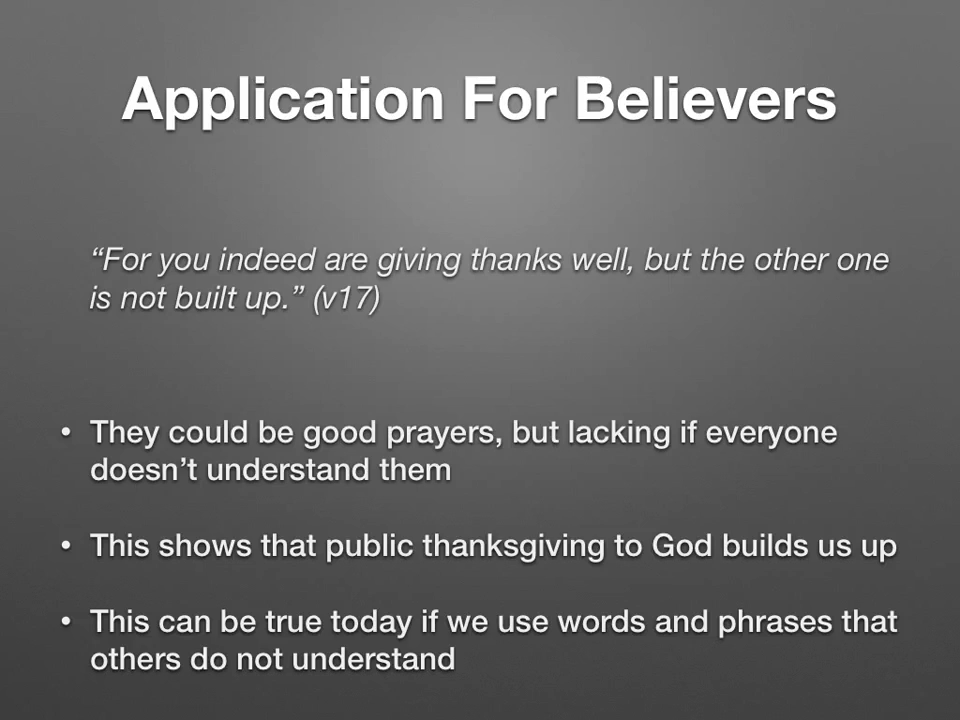 Application For Believers
“For you indeed are giving thanks well, but the other one
is not built up.” (v17)
• They could be good prayers, but lacking if everyone
doesn’t understand them
• This shows that public thanksgiving to God builds us up
• This can be true today if we use words and phrases that
others do not understand